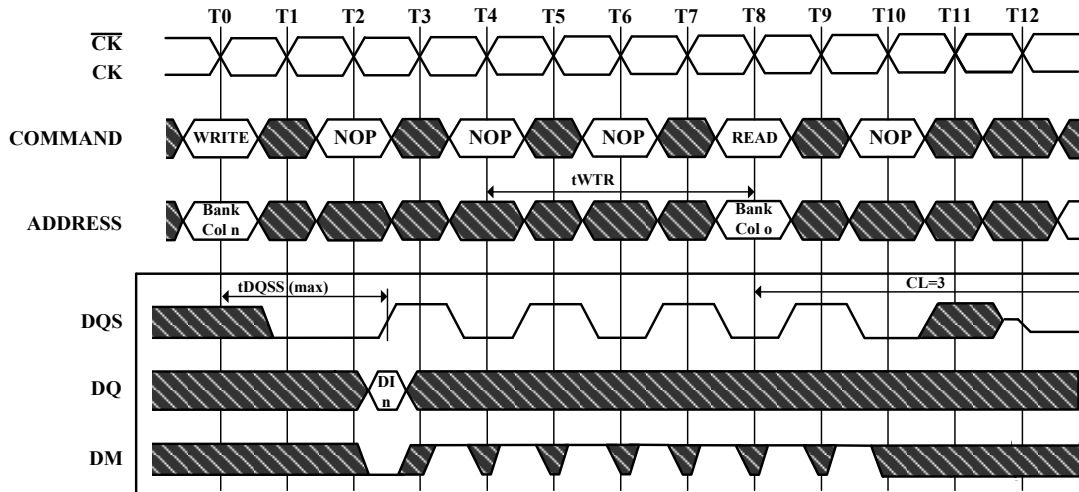 T0 T1 T2 T3 T4 T5 T6 T7 T8 T9 T10 T11 T12
CK
CK
COMMAND WRITE NOP NOP NOP READ NOP
tWTR
ADDRESS Bank Col n Bank Col o
tDQSS (max) CL=3
DQS
DQ DI n
DM